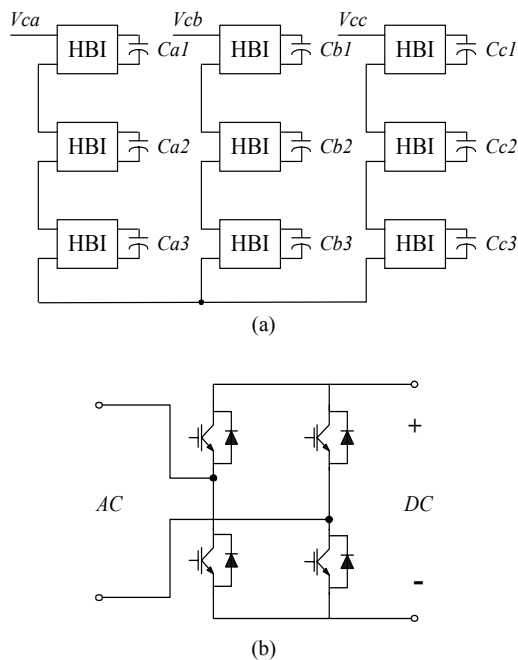 Vca Vcb Vcc
HBI Ca1 HBI Cb1 HBI Cc1
HBI Ca2 HBI Cb2 HBI Cc2
HBI Ca3 HBI Cb3 HBI Cc3
(a)
+
AC DC
-
(b)